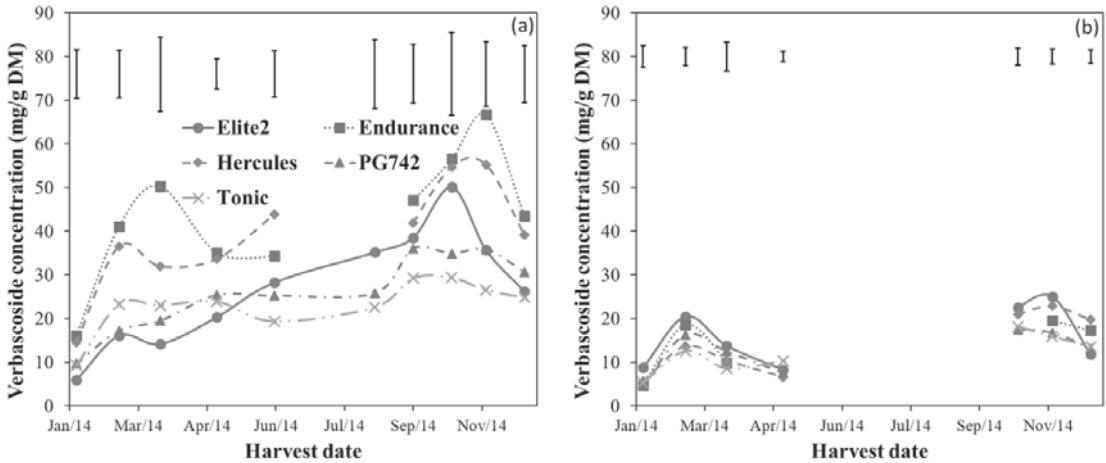 (a)
Verbascoside concentration (mg/g DM)
90
80
70
60
50
40
30
20
10
0
Elite2
Endurance
Hercules
PG742
Tonic
Jan/14
Mar/14
Apr/14
Jun/14
Jul/14
Sep/14
Nov/14
Harvest date
(b)
Verbascoside concentration (mg/g DM)
90
80
70
60
50
40
30
20
10
0
Jan/14
Mar/14
Apr/14
Jun/14
Jul/14
Sep/14
Nov/14
Harvest date